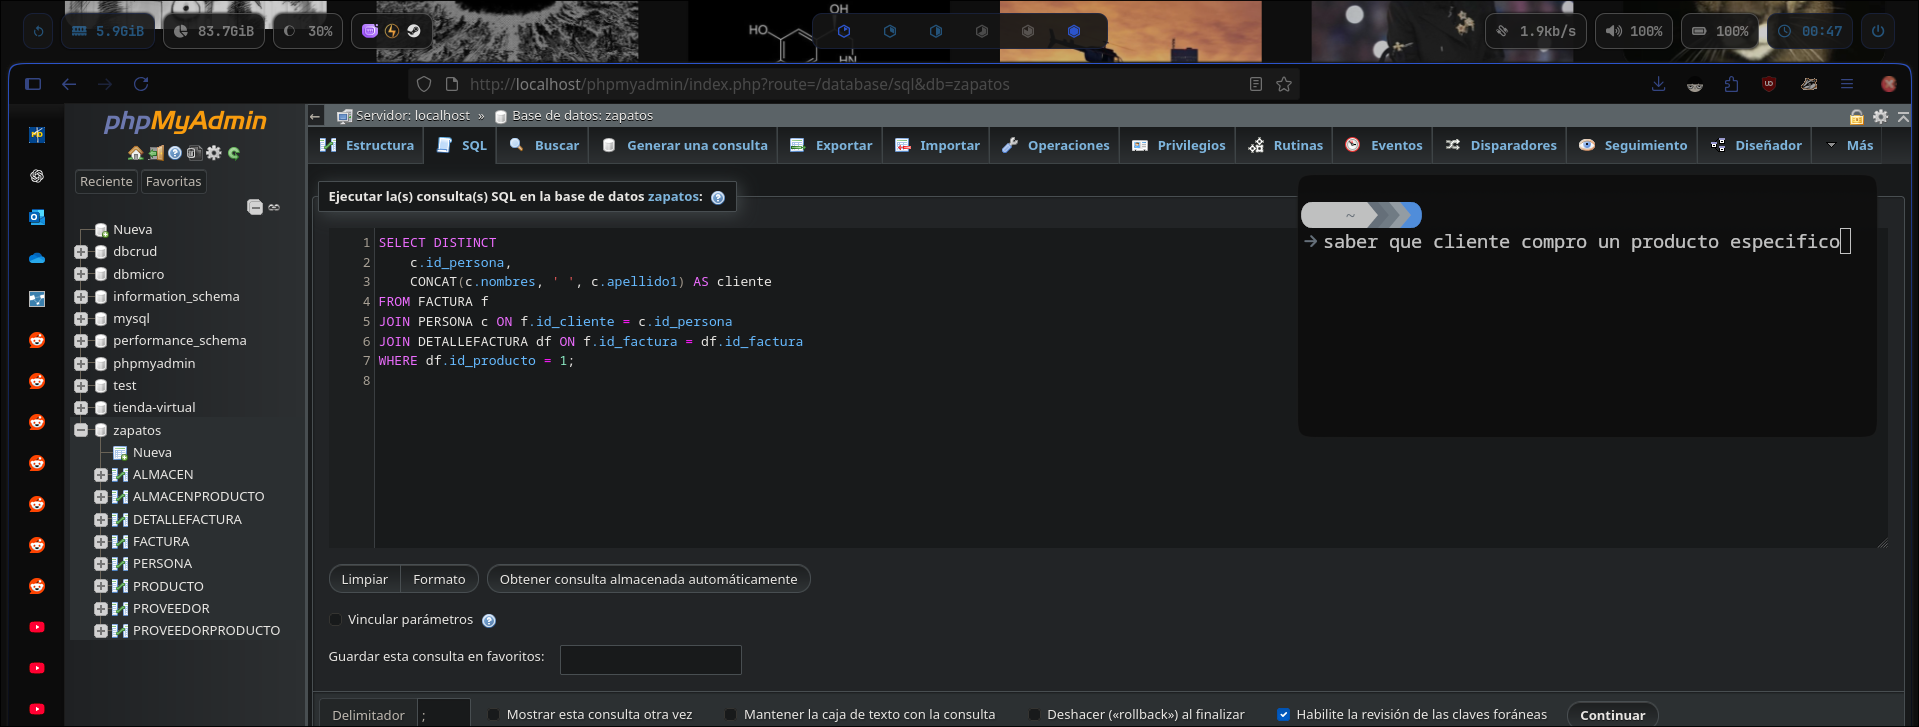 5.9GiB
83.7GiB
30%
HO
OH
HN
1.9kb/s
100%
100%
00:47
http://localhost/phpmyadmin/index.php?route=/database/sql&db=zapatos
phpMyAdmin
Reciente
Favoritas
Nueva
dbcrud
dbmicro
information_schema
mysql
performance_schema
phpmyadmin
test
tienda-virtual
zapatos
Nueva
ALMACEN
ALMACENPRODUCTO
DETALLEFACTURA
FACTURA
PERSONA
PRODUCTO
PROVEEDOR
PROVEEDORPRODUCTO
← Servidor: localhost » Base de datos: zapatos
Estructura SQL Buscar Generar una consulta Exportar Importar Operaciones Privilegios Rutinas Eventos Disparadores Seguimiento Diseñador Más
Ejecutar la(s) consulta(s) SQL en la base de datos zapatos:
1 SELECT DISTINCT
2 c.id_persona,
3 CONCAT(c.nombres, ' ', c.apellido1) AS cliente
4 FROM FACTURA f
5 JOIN PERSONA c ON f.id_cliente = c.id_persona
6 JOIN DETALLEFACTURA df ON f.id_factura = df.id_factura
7 WHERE df.id_producto = 1;
8
~
→ saber que cliente compro un producto especifico
Limpiar Formato Obtener consulta almacenada automáticamente
Vincular parámetros
Guardar esta consulta en favoritos:
Delimitador ; Mostrar esta consulta otra vez Mantener la caja de texto con la consulta Deshacer («rollback») al finalizar Habilite la revisión de las claves foráneas Continuar